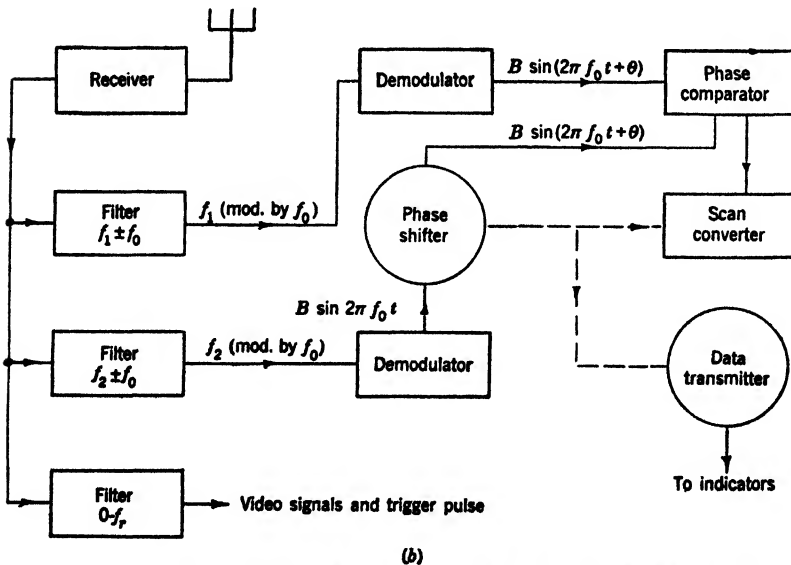 Receiver
Demodulator
B sin(2π f₀ t + θ)
Phase
comparator
B sin(2π f₀ t + θ)
Filter
f₁ ± f₀
f₁ (mod. by f₀)
Phase
shifter
Scan
converter
B sin 2π f₀ t
Filter
f₂ ± f₀
f₂ (mod. by f₀)
Demodulator
Data
transmitter
Filter
0-fᵣ
Video signals and trigger pulse
To indicators
(b)